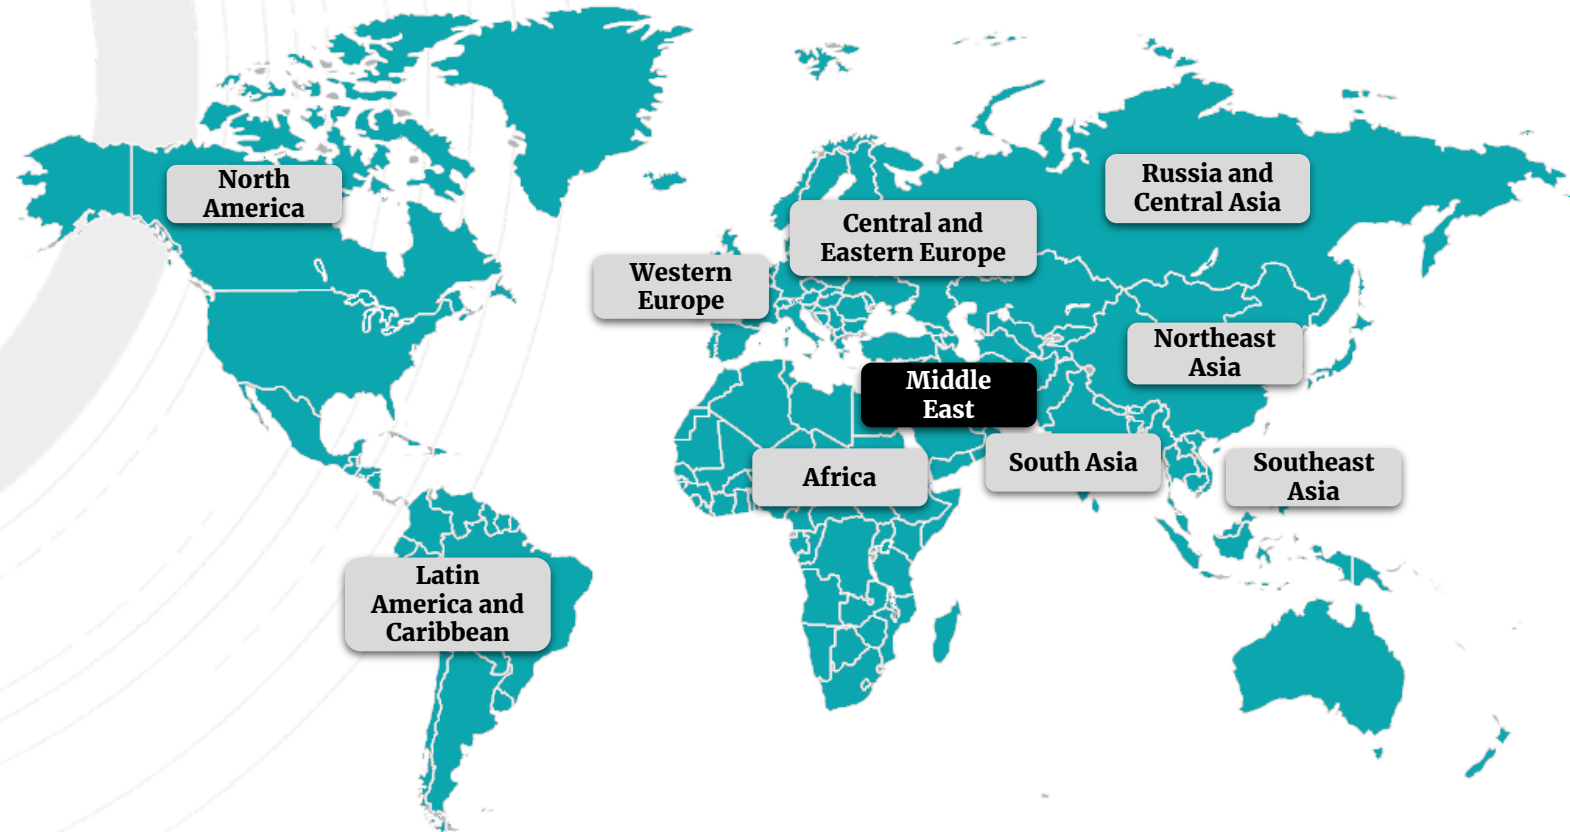 North
America
Russia and
Central Asia
Central and
Eastern Europe
Western
Europe
Northeast
Asia
Middle
East
South Asia
Africa
Southeast
Asia
Latin
America and
Caribbean